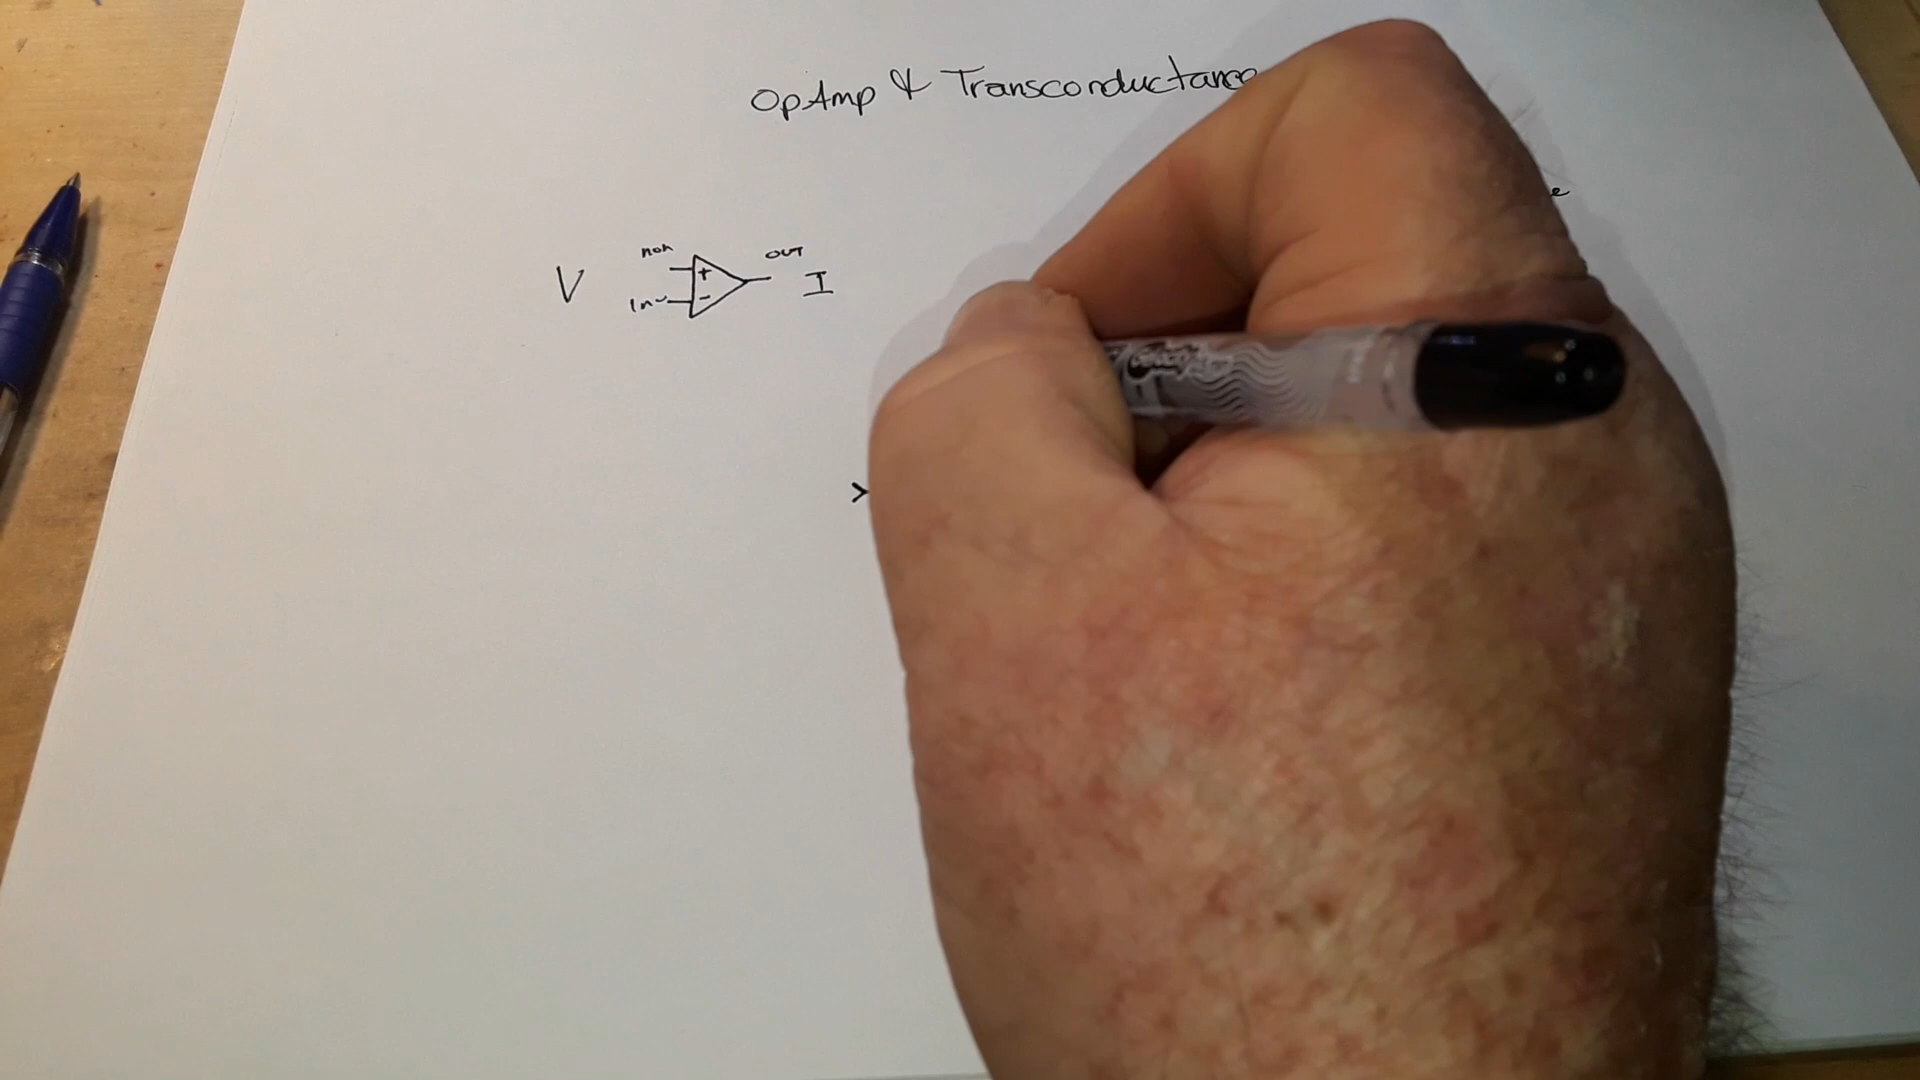 OpAmp & Transconductance
e
non OUT
V + I
Inv -
>